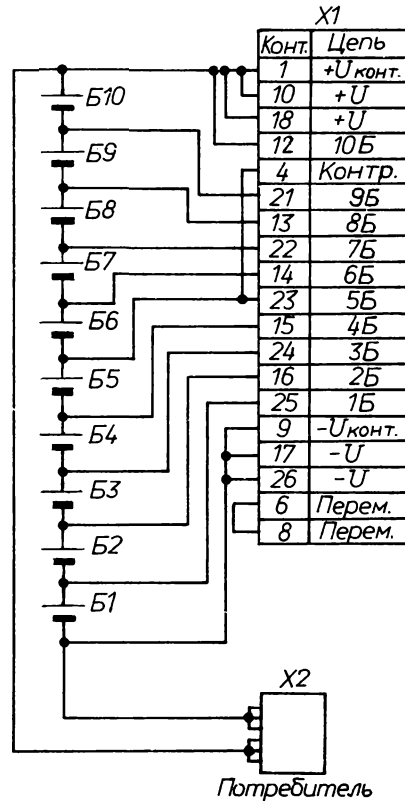 X1
Конт. Цепь
1 +U конт.
10 +U
18 +U
12 10Б
4 Контр.
21 9Б
13 8Б
22 7Б
14 6Б
23 5Б
15 4Б
24 3Б
16 2Б
25 1Б
9 -U конт.
17 -U
26 -U
6 Перем.
8 Перем.
Б10
Б9
Б8
Б7
Б6
Б5
Б4
Б3
Б2
Б1
X2
Потребитель